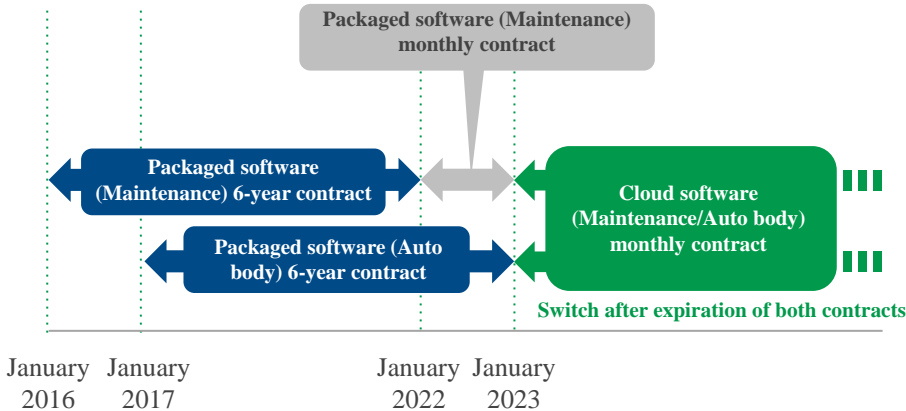 Packaged software (Maintenance)
monthly contract
Packaged software
(Maintenance) 6-year contract
Cloud software
(Maintenance/Auto body)
monthly contract
Packaged software (Auto
body) 6-year contract
Switch after expiration of both contracts
January
2016
January
2017
January
2022
January
2023